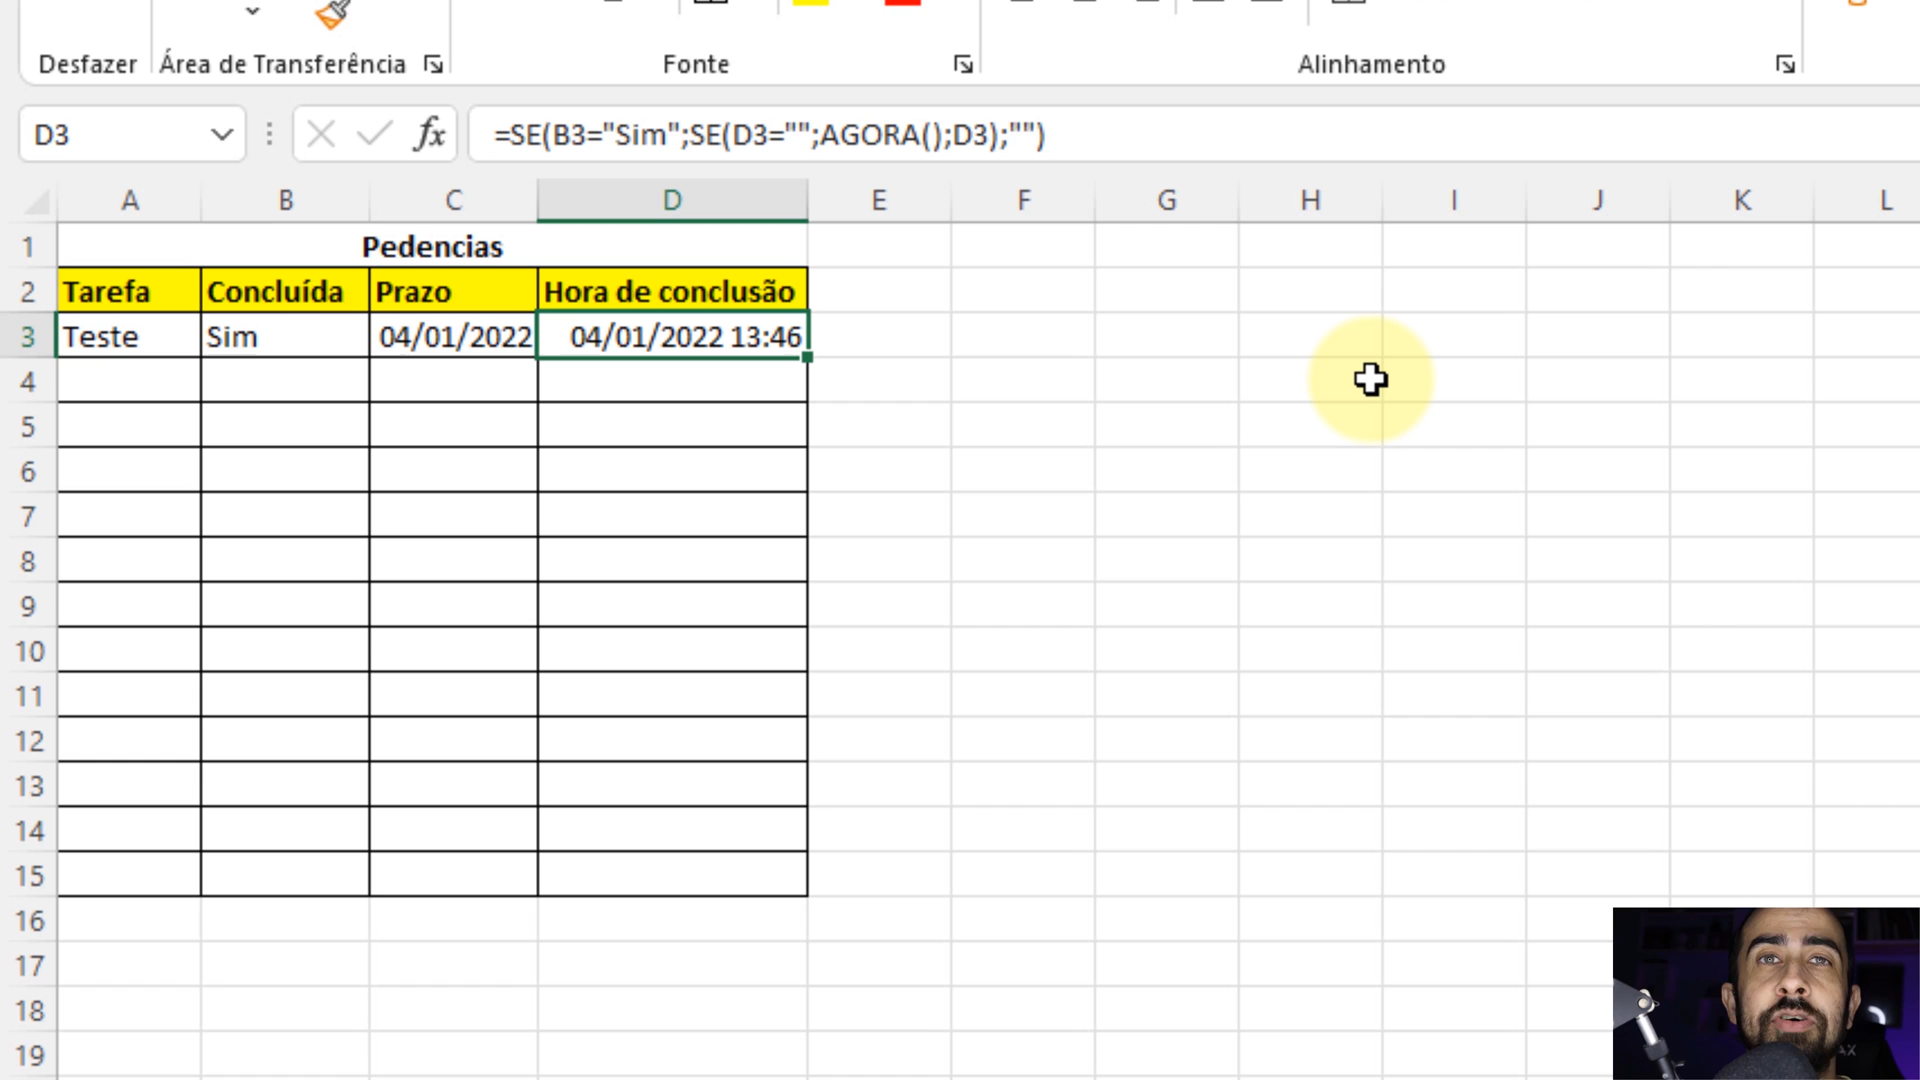 Desfazer Área de Transferência Fonte Alinhamento
D3 fx =SE(B3="Sim";SE(D3="";AGORA();D3);"")
A B C D E F G H I J K L
1 Pedencias
2 Tarefa Concluída Prazo Hora de conclusão
3 Teste Sim 04/01/2022 04/01/2022 13:46
4
5
6
7
8
9
10
11
12
13
14
15
16
17
18
19